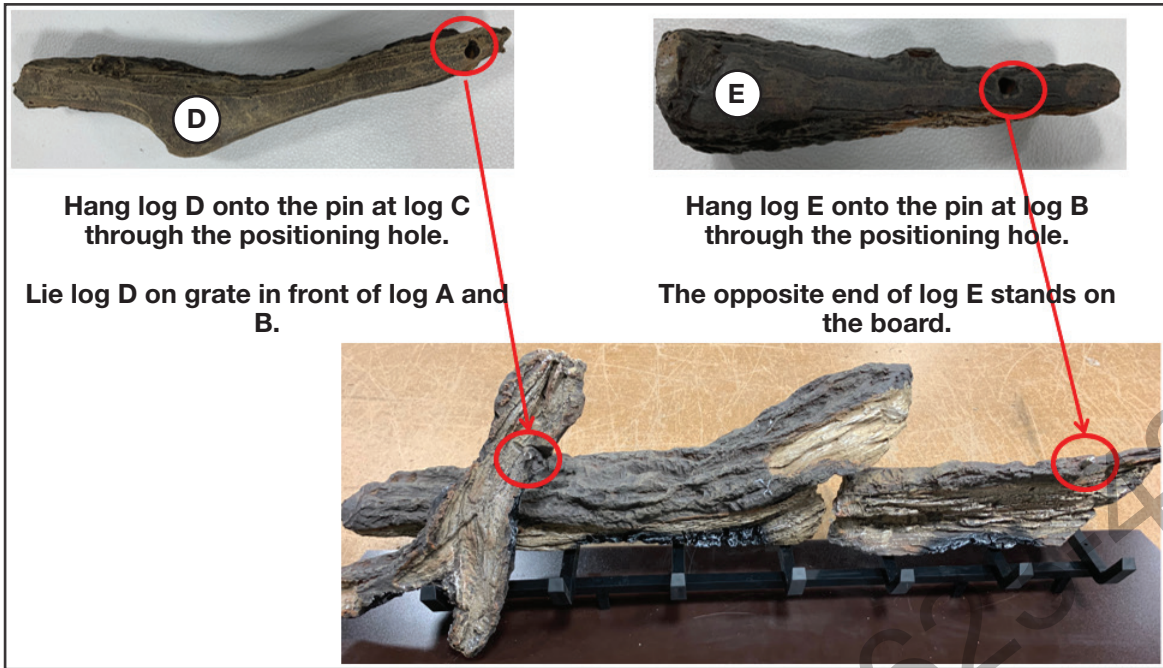 D
E
Hang log D onto the pin at log C
through the positioning hole.
Lie log D on grate in front of log A and
B.
Hang log E onto the pin at log B
through the positioning hole.
The opposite end of log E stands on
the board.